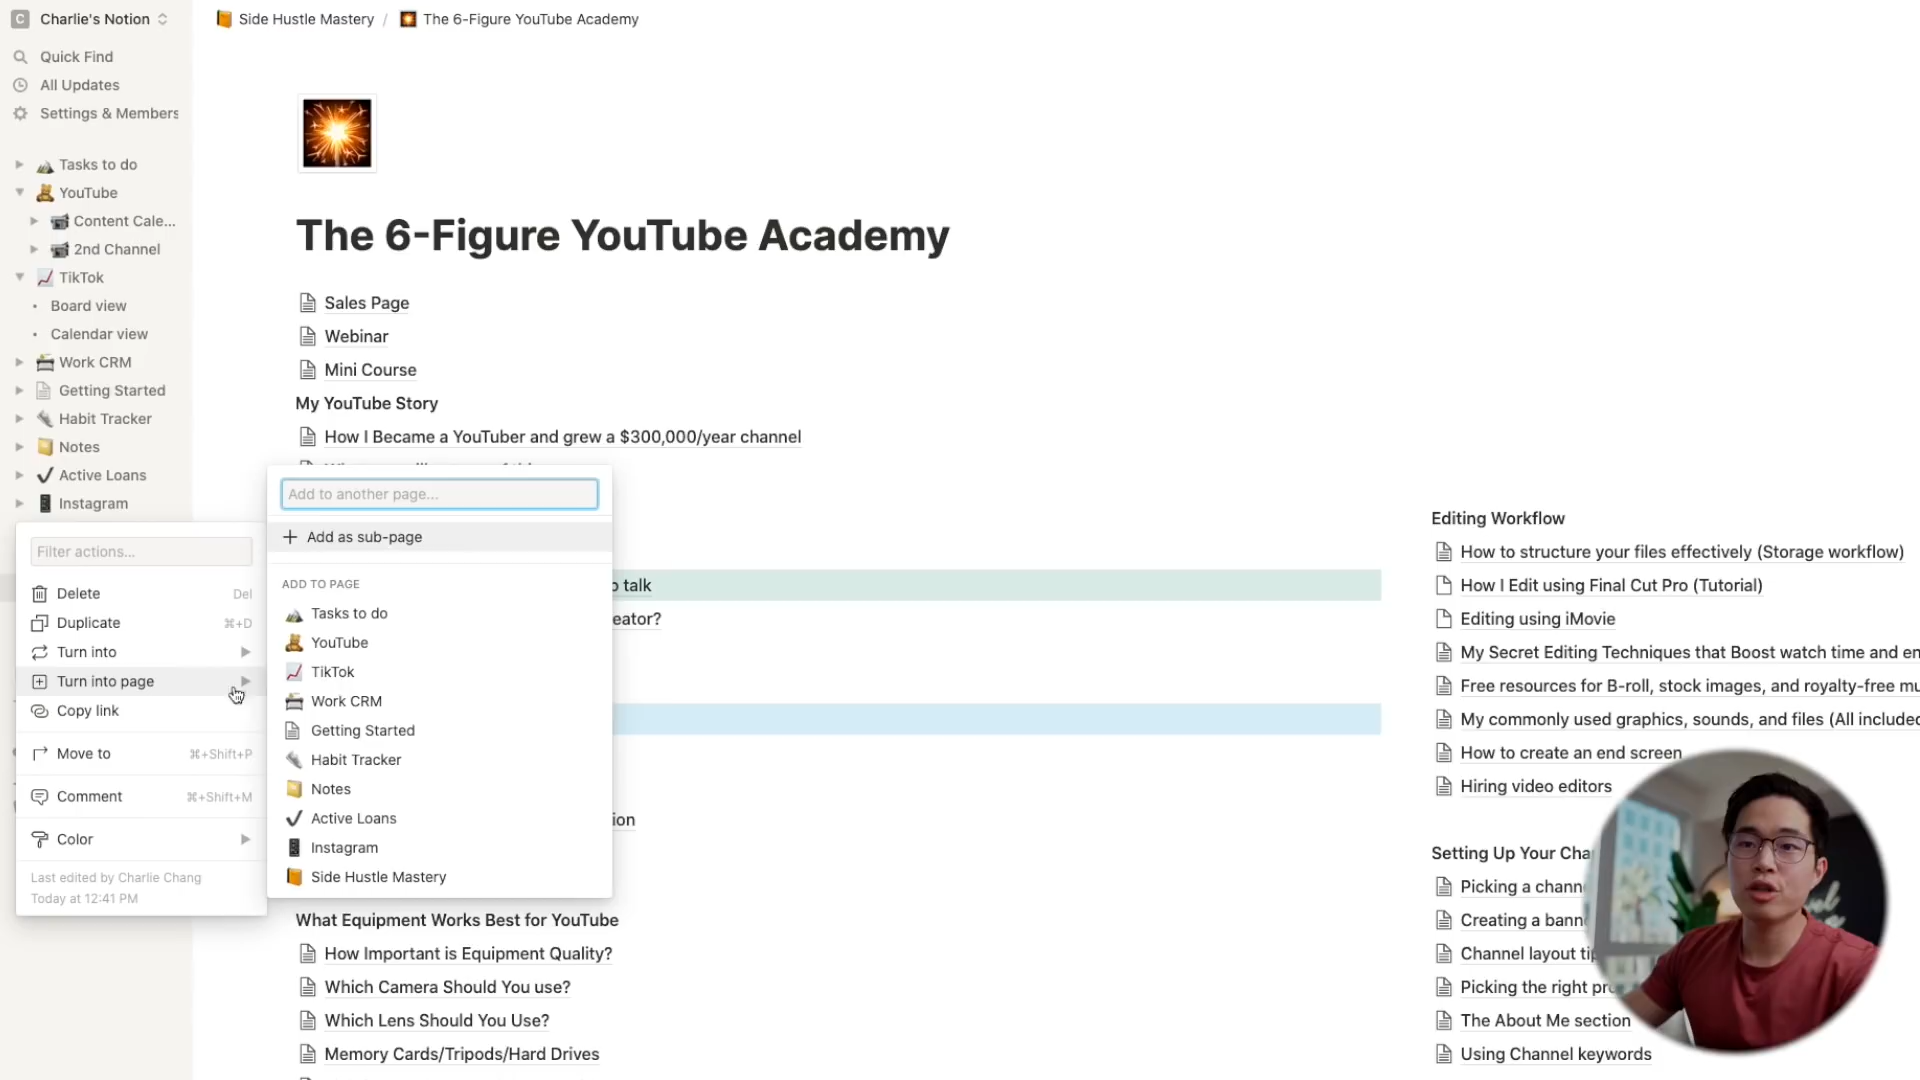 C Charlie's Notion
Quick Find
All Updates
Settings & Members
Tasks to do
YouTube
Content Cale...
2nd Channel
TikTok
Board view
Calendar view
Work CRM
Getting Started
Habit Tracker
Notes
Active Loans
Instagram
Filter actions...
Delete Del
Duplicate ⌘+D
Turn into
Turn into page
Copy link
Move to ⌘+Shift+P
Comment ⌘+Shift+M
Color
Last edited by Charlie Chang
Today at 12:41 PM
Add to another page...
Add as sub-page
ADD TO PAGE
Tasks to do
YouTube
TikTok
Work CRM
Getting Started
Habit Tracker
Notes
Active Loans
Instagram
Side Hustle Mastery
Side Hustle Mastery / The 6-Figure YouTube Academy
The 6-Figure YouTube Academy
Sales Page
Webinar
Mini Course
My YouTube Story
How I Became a YouTuber and grew a $300,000/year channel
talk
eator?
ion
What Equipment Works Best for YouTube
How Important is Equipment Quality?
Which Camera Should You use?
Which Lens Should You Use?
Memory Cards/Tripods/Hard Drives
Editing Workflow
How to structure your files effectively (Storage workflow)
How I Edit using Final Cut Pro (Tutorial)
Editing using iMovie
My Secret Editing Techniques that Boost watch time and en
Free resources for B-roll, stock images, and royalty-free mu
My commonly used graphics, sounds, and files (All included
How to create an end screen
Hiring video editors
Setting Up Your Cha
Picking a chann
Creating a bann
Channel layout tip
Picking the right pr
The About Me section
Using Channel keywords